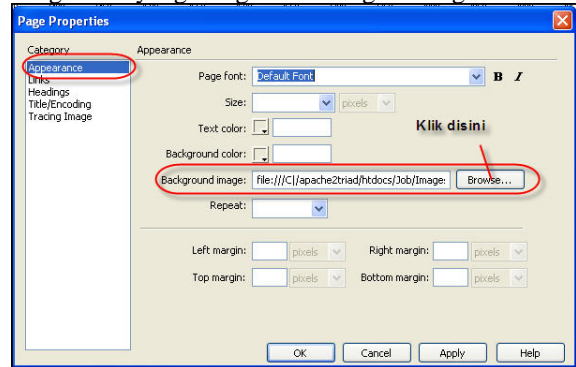 Page Properties
Category
Appearance
Links
Headings
Title/Encoding
Tracing Image
Appearance
Page font: Default Font B I
Size: pixels
Text color:
Klik disini
Background color:
Background image: file:///C|/apache2triad/htdocs/Job/Image: Browse...
Repeat:
Left margin: pixels Right margin: pixels
Top margin: pixels Bottom margin: pixels
OK Cancel Apply Help